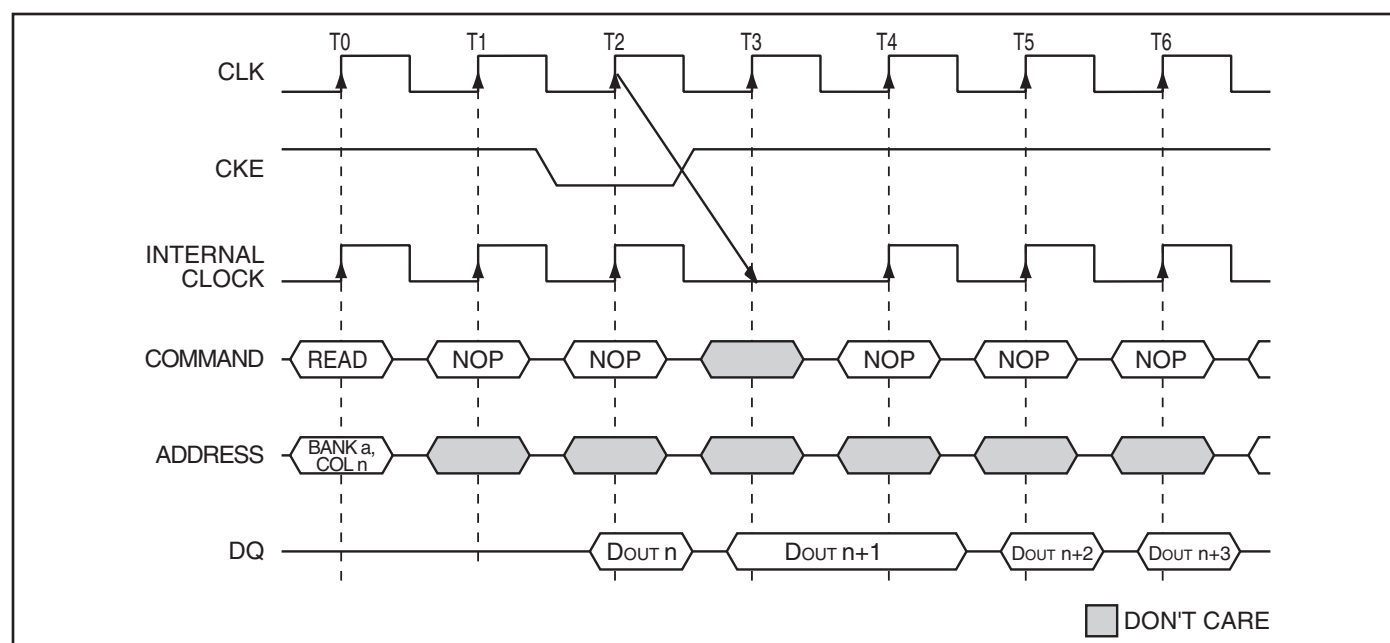 T0 T1 T2 T3 T4 T5 T6
CLK
CKE
INTERNAL
CLOCK
COMMAND READ NOP NOP NOP NOP NOP
ADDRESS BANK a,
COL n
DQ DOUT n DOUT n+1 DOUT n+2 DOUT n+3
DON'T CARE